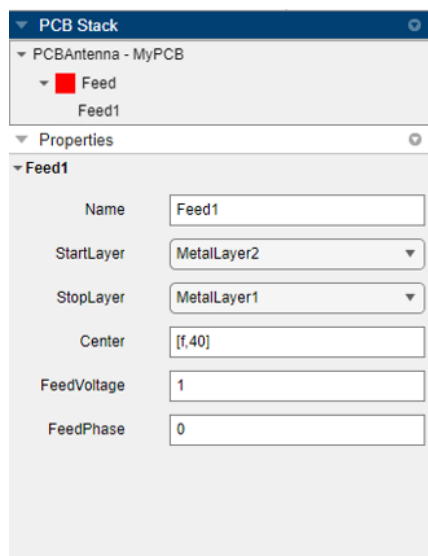 PCB Stack
PCBAntenna - MyPCB
Feed
Feed1
Properties
Feed1
Name Feed1
StartLayer MetalLayer2
StopLayer MetalLayer1
Center [f,40]
FeedVoltage 1
FeedPhase 0